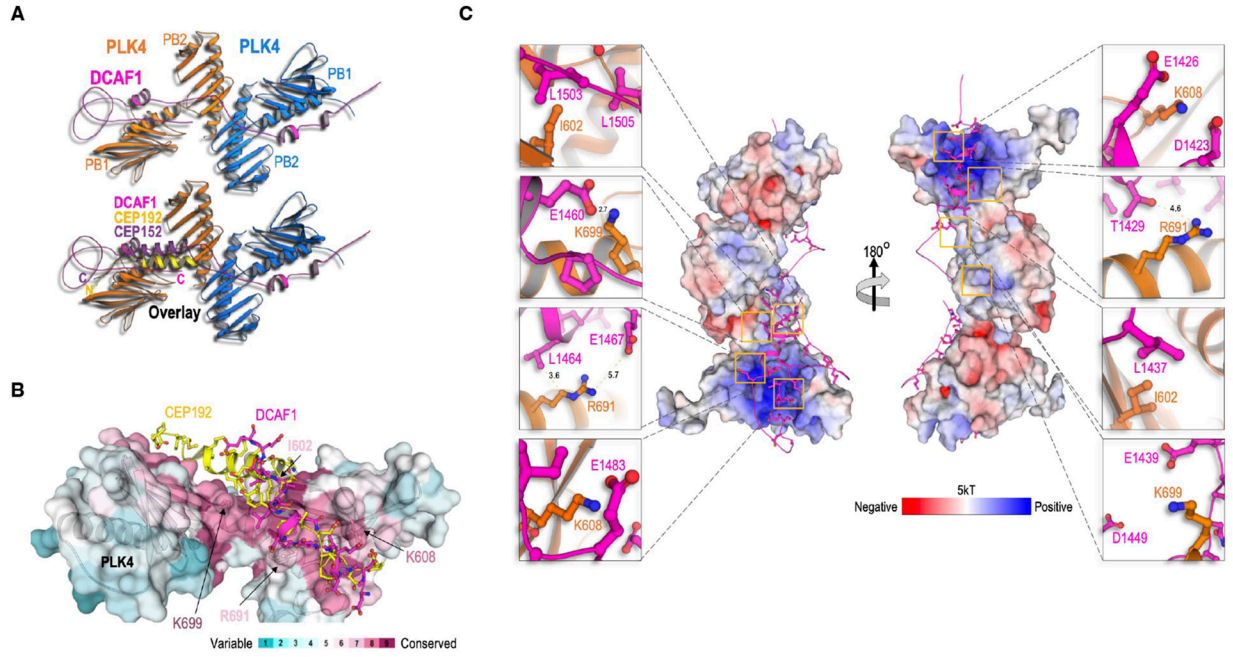 A
PB2
PLK4
PLK4
DCAF1
PB1
PB1
PB2
DCAF1
CEP192
CEP152
C
N
C
Overlay
B
CEP192
DCAF1
I602
PLK4
K608
R691
K699
Variable 1 2 3 4 5 6 7 8 9 Conserved
C
L1503
L1505
I602
E1460
2.7
K699
E1467
L1464
3.6
5.7
R691
E1483
K608
180°
5kT
Negative
Positive
E1426
K608
D1423
4.6
T1429
R691
L1437
I602
E1439
K699
D1449